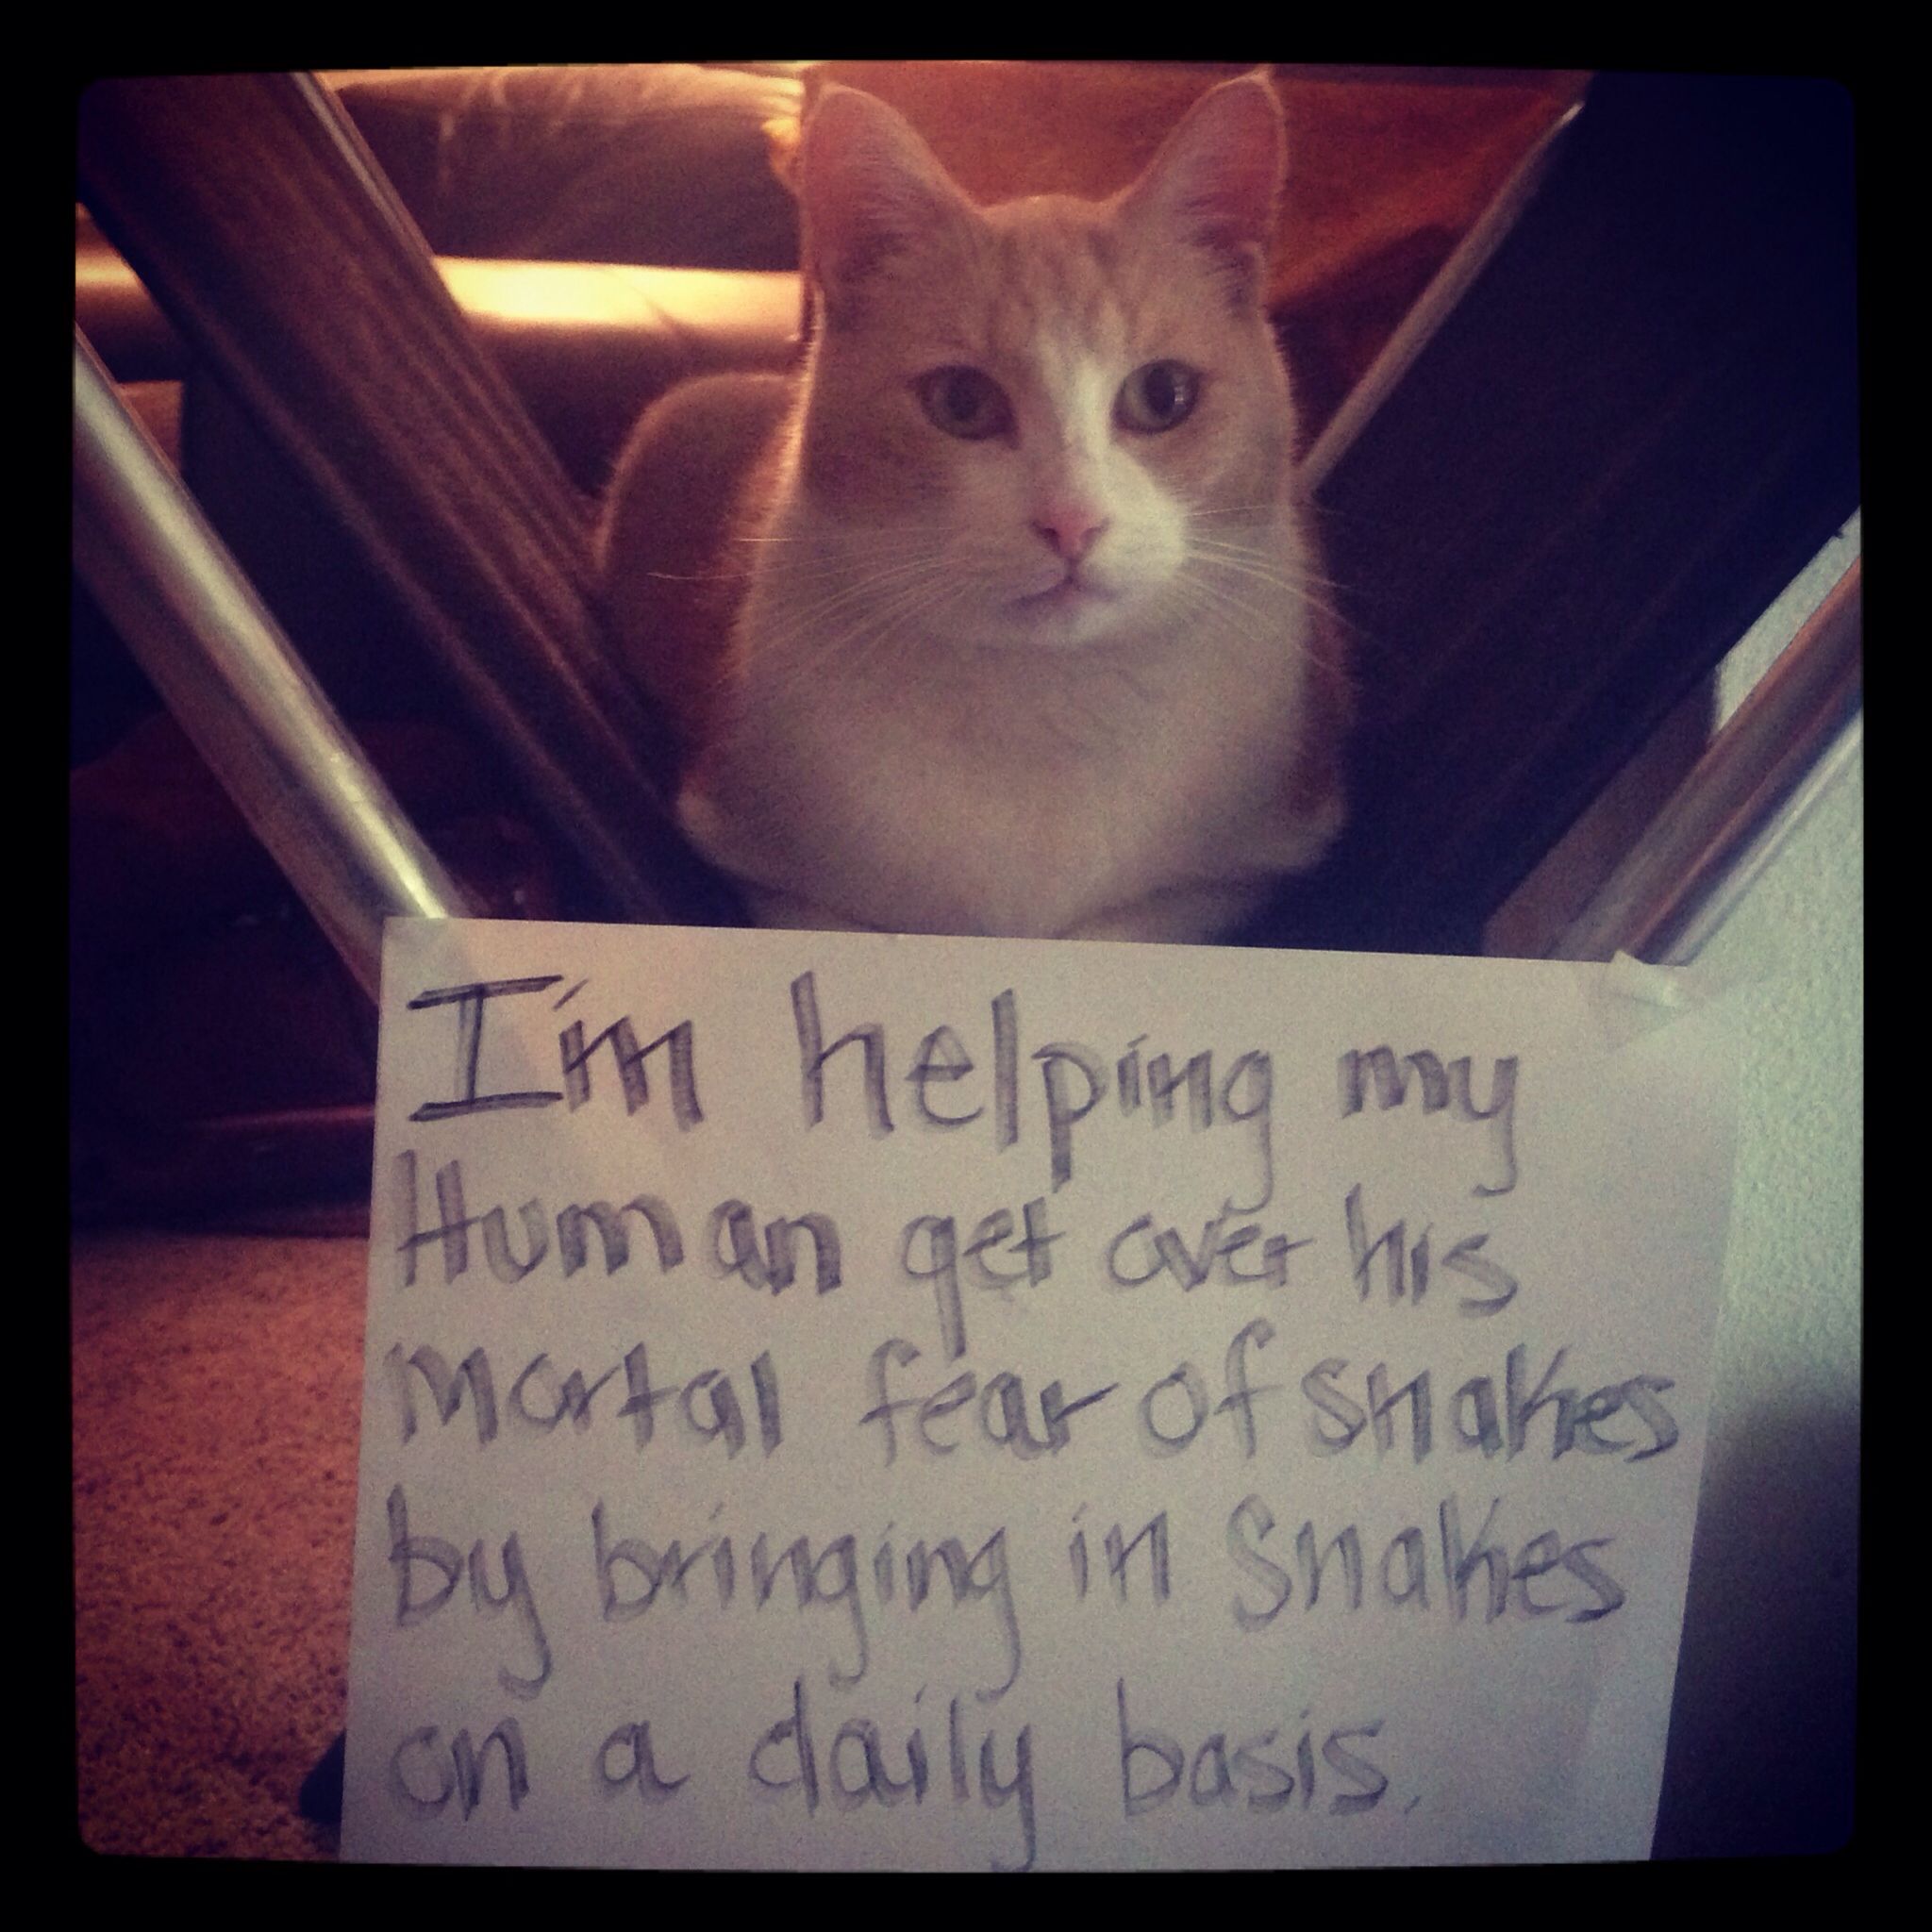 I'm helping my
Human get over his
Mortal fear of snakes
by bringing in Snakes
on a daily basis.